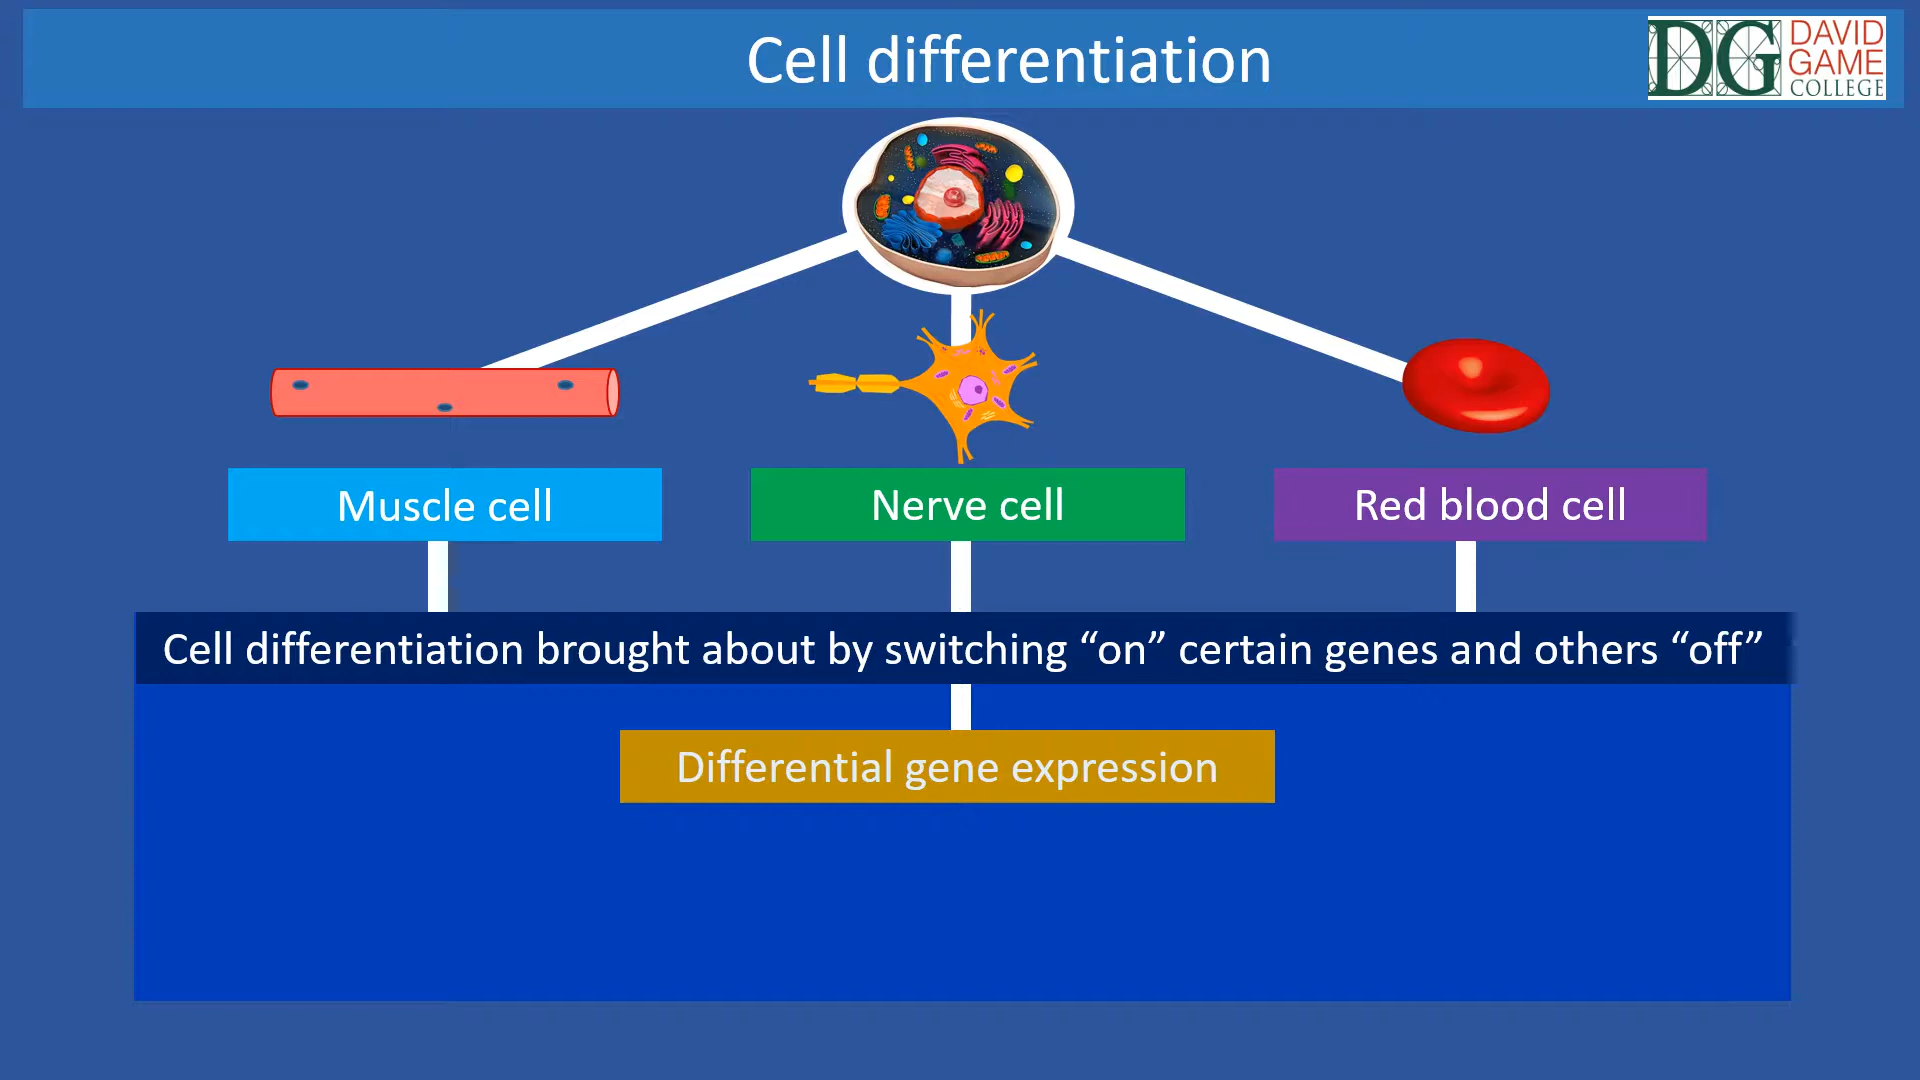 Cell differentiation
DG
DAVID
GAME
COLLEGE
Muscle cell
Nerve cell
Red blood cell
Cell differentiation brought about by switching “on” certain genes and others “off”
Differential gene expression